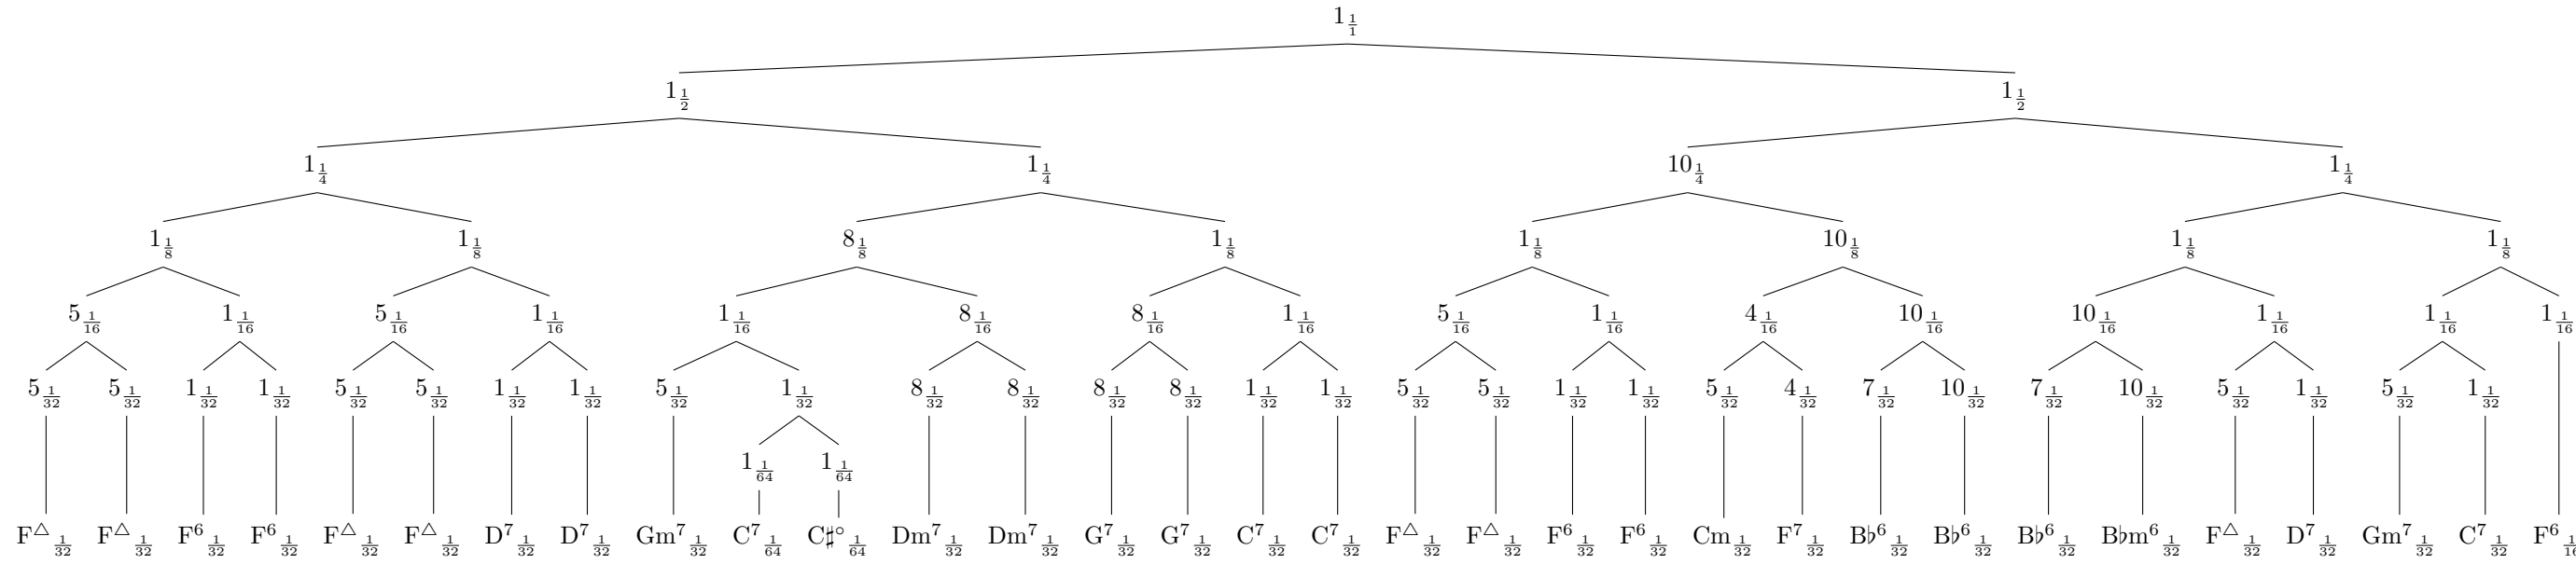 1 1/1
1 1/2 1 1/2
1 1/4 1 1/4 10 1/4 1 1/4
1 1/8 1 1/8 8 1/8 1 1/8 1 1/8 10 1/8 1 1/8 1 1/8
5 1/16 1 1/16 5 1/16 1 1/16 1 1/16 8 1/16 8 1/16 1 1/16 5 1/16 1 1/16 4 1/16 10 1/16 10 1/16 1 1/16 1 1/16 1 1/16
5 1/32 5 1/32 1 1/32 1 1/32 5 1/32 5 1/32 1 1/32 1 1/32 5 1/32 1 1/32 8 1/32 8 1/32 8 1/32 8 1/32 1 1/32 1 1/32 5 1/32 5 1/32 1 1/32 1 1/32 5 1/32 4 1/32 7 1/32 10 1/32 7 1/32 10 1/32 5 1/32 1 1/32 5 1/32 1 1/32
1 1/64 1 1/64
F△ 1/32 F△ 1/32 F⁶ 1/32 F⁶ 1/32 F△ 1/32 F△ 1/32 D⁷ 1/32 D⁷ 1/32 Gm⁷ 1/32 C⁷ 1/64 C♯° 1/64 Dm⁷ 1/32 Dm⁷ 1/32 G⁷ 1/32 G⁷ 1/32 C⁷ 1/32 C⁷ 1/32 F△ 1/32 F△ 1/32 F⁶ 1/32 F⁶ 1/32 Cm 1/32 F⁷ 1/32 B♭⁶ 1/32 B♭⁶ 1/32 B♭⁶ 1/32 B♭m⁶ 1/32 F△ 1/32 D⁷ 1/32 Gm⁷ 1/32 C⁷ 1/32 F⁶ 1/16